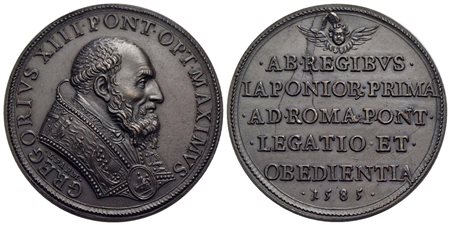 GREGORIVS XIII·PONT·OPT·MAXIMVS
·AB·REGIBVS·
IAPONIOR·PRIMA
AD·ROMA·PONT·
LEGATIO·ET·
OBEDIENTIA
·1585·